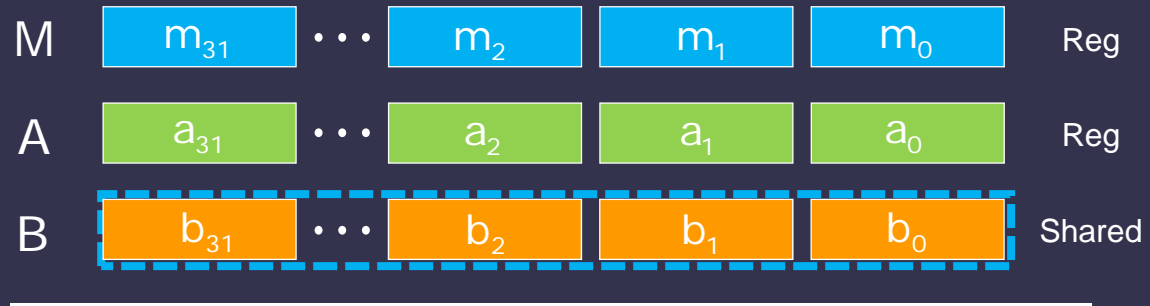 M m₃₁ ··· m₂ m₁ m₀ Reg
A a₃₁ ··· a₂ a₁ a₀ Reg
B b₃₁ ··· b₂ b₁ b₀ Shared